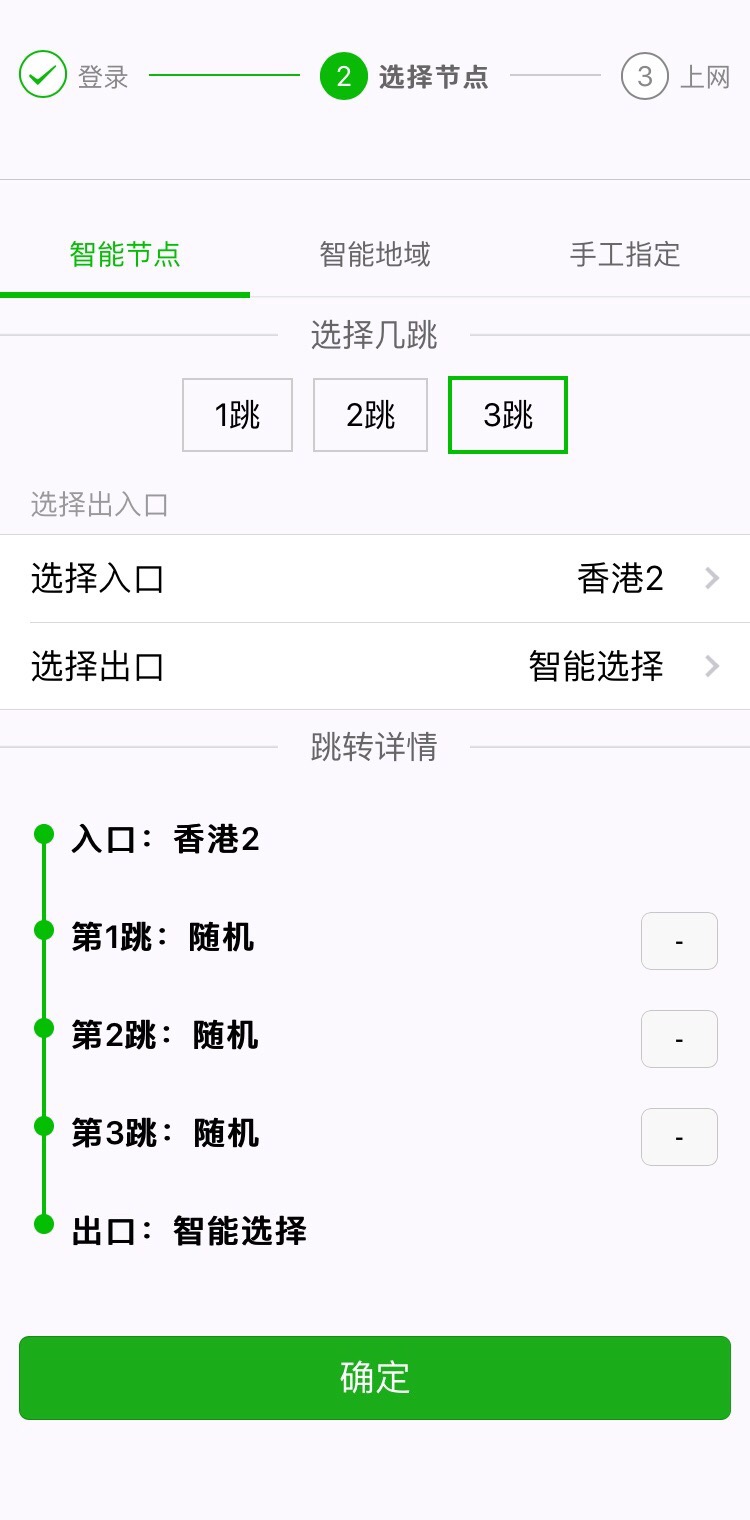 登录 2 选择节点 3 上网
智能节点 智能地域 手工指定
选择几跳
1跳 2跳 3跳
选择出入口
选择入口 香港2
选择出口 智能选择
跳转详情
入口：香港2
第1跳：随机 -
第2跳：随机 -
第3跳：随机 -
出口：智能选择
确定